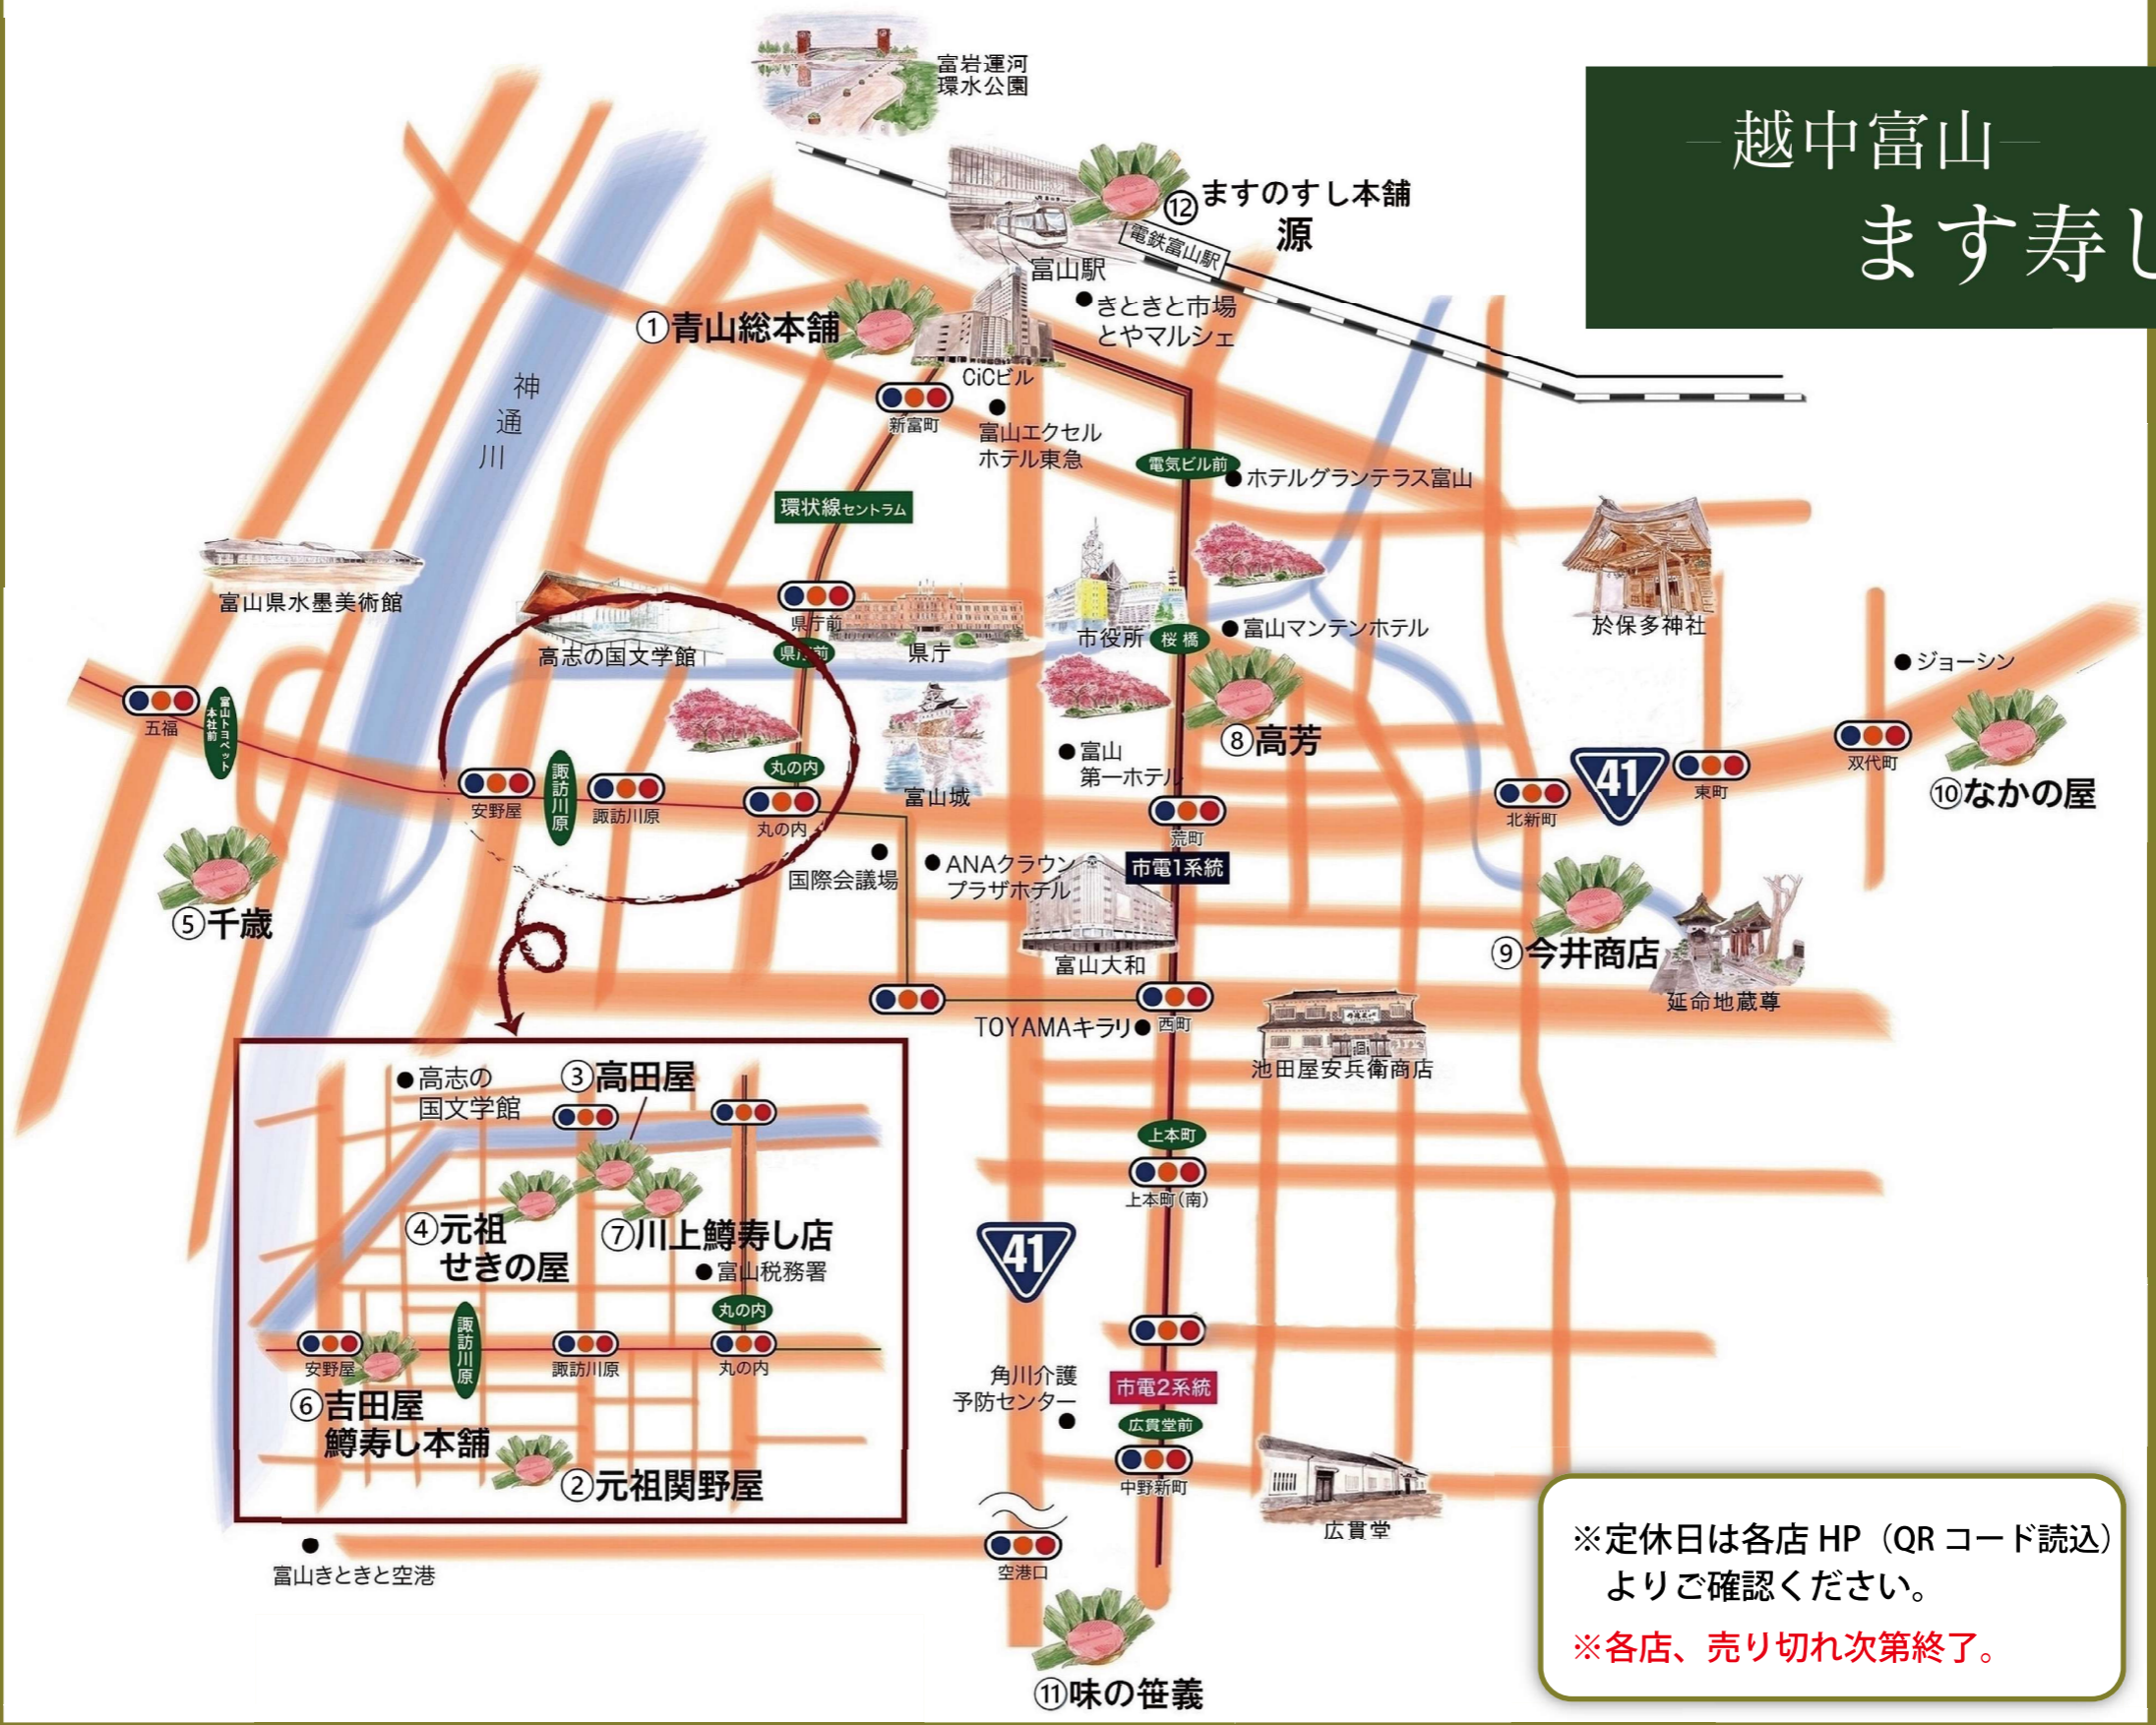 富岩運河
環水公園
―越中富山―
ます寿し
⑫ますのすし本舗
源
電鉄富山駅
富山駅
きときと市場
とやマルシェ
①青山総本舗
CiCビル
新富町
富山エクセル
ホテル東急
神通川
電気ビル前
ホテルグランテラス富山
環状線セントラム
富山県水墨美術館
高志の国文学館
県庁前
県庁前
県庁
市役所
桜橋
富山マンテンホテル
於保多神社
ジョーシン
五福
富山トヨペット
本社前
⑧高芳
富山
第一ホテル
富山城
丸の内
丸の内
安野屋
諏訪川原
諏訪川原
荒町
市電1系統
北新町
41
東町
双代町
⑩なかの屋
⑤千歳
国際会議場
ANAクラウン
プラザホテル
富山大和
⑨今井商店
延命地蔵尊
TOYAMAキラリ
西町
池田屋安兵衛商店
高志の
国文学館
③高田屋
④元祖
せきの屋
⑦川上鱒寿し店
富山税務署
丸の内
安野屋
諏訪川原
諏訪川原
丸の内
⑥吉田屋
鱒寿し本舗
②元祖関野屋
上本町
上本町(南)
41
角川介護
予防センター
市電2系統
広貫堂前
中野新町
広貫堂
富山きときと空港
空港口
⑪味の笹義
※定休日は各店 HP（QR コード読込）
よりご確認ください。
※各店、売り切れ次第終了。